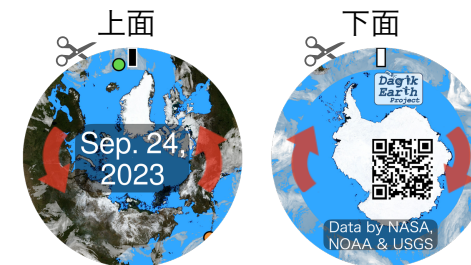 上面
下面
Sep. 24,
2023
Dagik
Earth
Project
Data by NASA,
NOAA & USGS